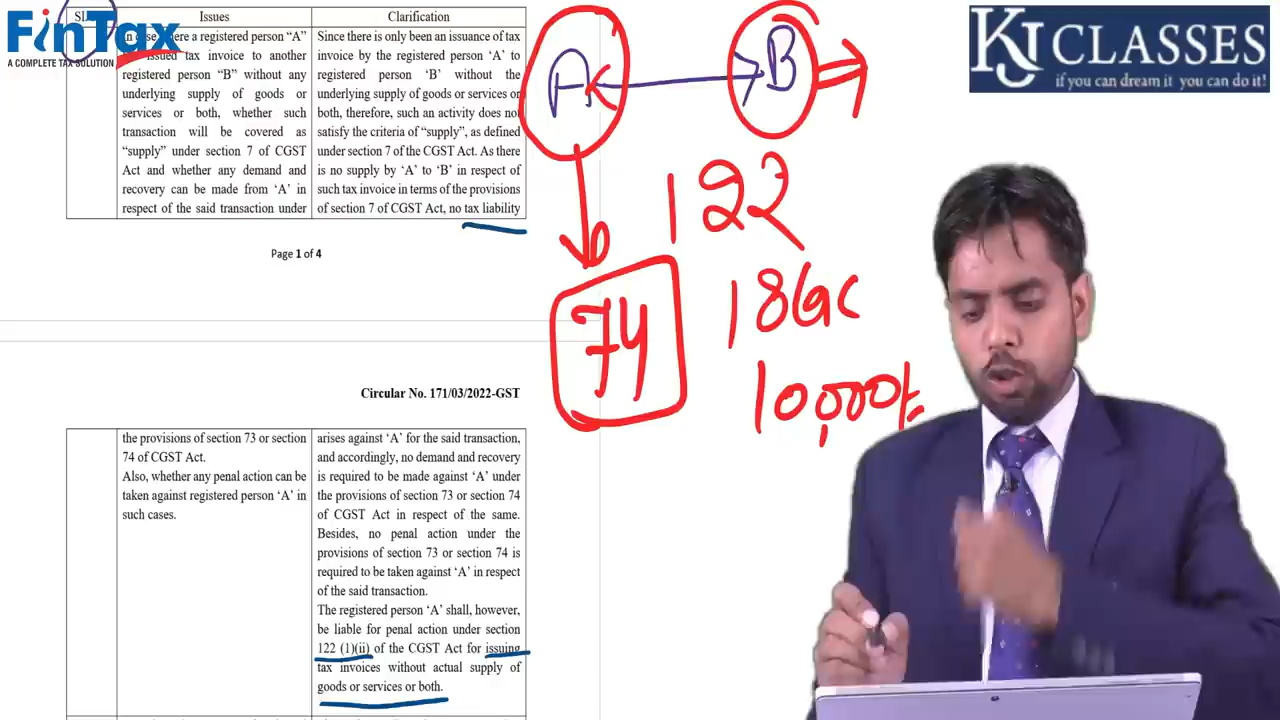 FinTax
A COMPLETE TAX SOLUTION
Issues
Clarification
where a registered person “A”
issued tax invoice to another
registered person “B” without any
underlying supply of goods or
services or both, whether such
transaction will be covered as
“supply” under section 7 of CGST
Act and whether any demand and
recovery can be made from ‘A’ in
respect of the said transaction under
Since there is only been an issuance of tax
invoice by the registered person ‘A’ to
registered person ‘B’ without the
underlying supply of goods or services or
both, therefore, such an activity does not
satisfy the criteria of “supply”, as defined
under section 7 of the CGST Act. As there
is no supply by ‘A’ to ‘B’ in respect of
such tax invoice in terms of the provisions
of section 7 of CGST Act, no tax liability
Page 1 of 4
Circular No. 171/03/2022-GST
the provisions of section 73 or section
74 of CGST Act.
Also, whether any penal action can be
taken against registered person ‘A’ in
such cases.
arises against ‘A’ for the said transaction,
and accordingly, no demand and recovery
is required to be made against ‘A’ under
the provisions of section 73 or section 74
of CGST Act in respect of the same.
Besides, no penal action under the
provisions of section 73 or section 74 is
required to be taken against ‘A’ in respect
of the said transaction.
The registered person ‘A’ shall, however,
be liable for penal action under section
122 (1)(ii) of the CGST Act for issuing
tax invoices without actual supply of
goods or services or both.
A
B
122
74
10,000/-
KJ CLASSES
if you can dream it you can do it!